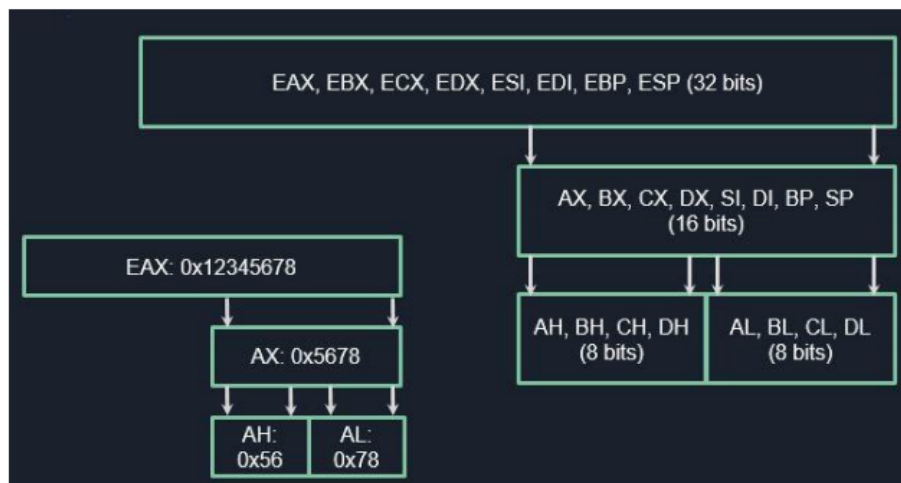 EAX, EBX, ECX, EDX, ESI, EDI, EBP, ESP (32 bits)
AX, BX, CX, DX, SI, DI, BP, SP
(16 bits)
EAX: 0x12345678
AH, BH, CH, DH
(8 bits)
AL, BL, CL, DL
(8 bits)
AX: 0x5678
AH:
0x56
AL:
0x78